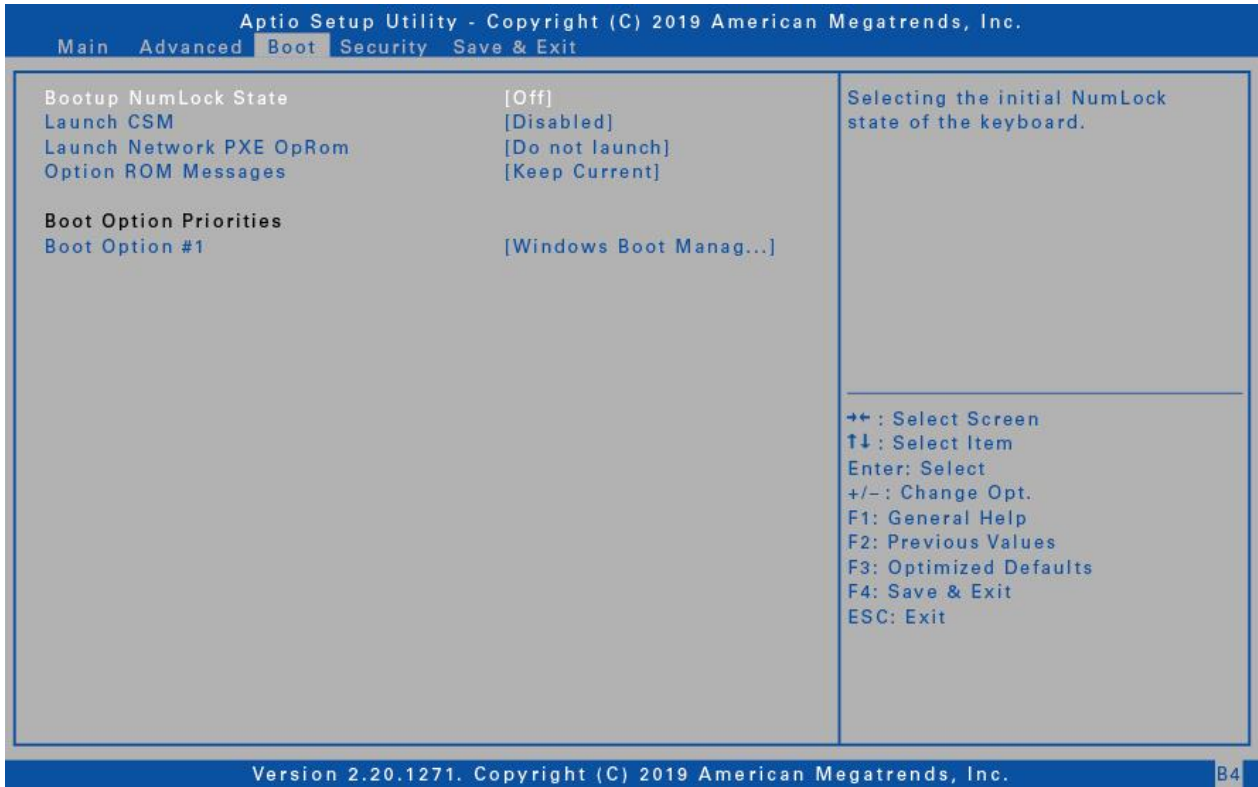 Aptio Setup Utility - Copyright (C) 2019 American Megatrends, Inc.
Main Advanced Boot Security Save & Exit
Bootup NumLock State [Off]
Launch CSM [Disabled]
Launch Network PXE OpRom [Do not launch]
Option ROM Messages [Keep Current]
Boot Option Priorities
Boot Option #1 [Windows Boot Manag...]
Selecting the initial NumLock
state of the keyboard.
→← : Select Screen
↑↓ : Select Item
Enter: Select
+/– : Change Opt.
F1: General Help
F2: Previous Values
F3: Optimized Defaults
F4: Save & Exit
ESC: Exit
Version 2.20.1271. Copyright (C) 2019 American Megatrends, Inc.
B4